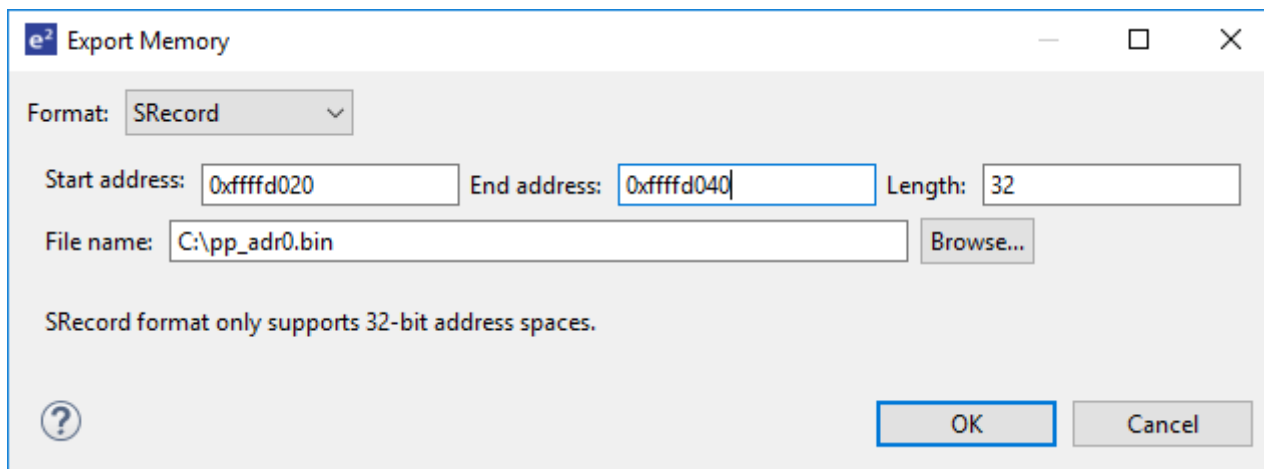 e² Export Memory
Format: SRecord
Start address: 0xffffd020 End address: 0xffffd040 Length: 32
File name: C:\pp_adr0.bin Browse...
SRecord format only supports 32-bit address spaces.
? OK Cancel